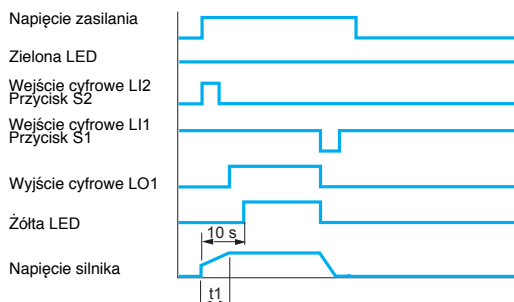 Napięcie zasilania
Zielona LED
Wejście cyfrowe LI2
Przycisk S2
Wejście cyfrowe LI1
Przycisk S1
Wyjście cyfrowe LO1
Żółta LED
10 s
Napięcie silnika
t1